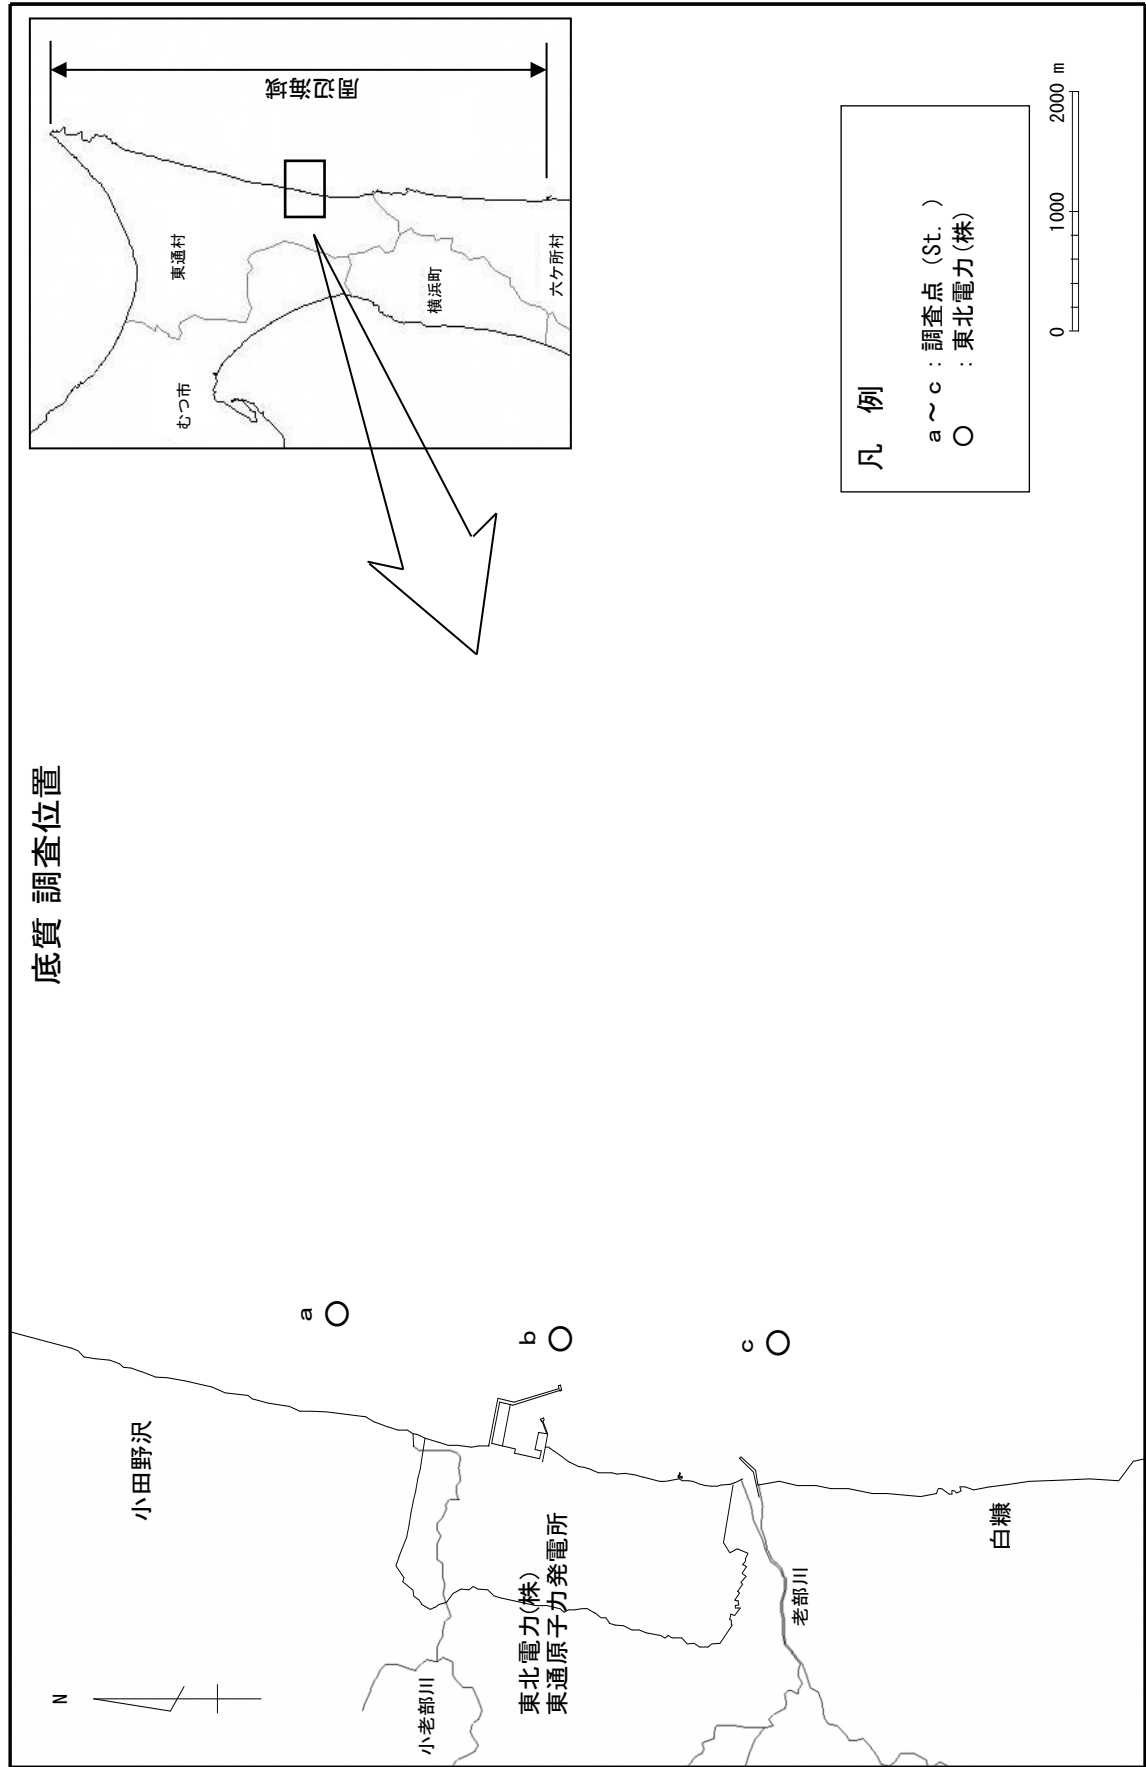 底質 調査位置
N
小田野沢
小老部川
東北電力(株)
東通原子力発電所
老部川
白糠
a
b
c
周辺海域
むつ市
東通村
横浜町
六ケ所村
凡 例
a～c：調査点(St. )
○ ：東北電力(株)
0 1000 2000 m